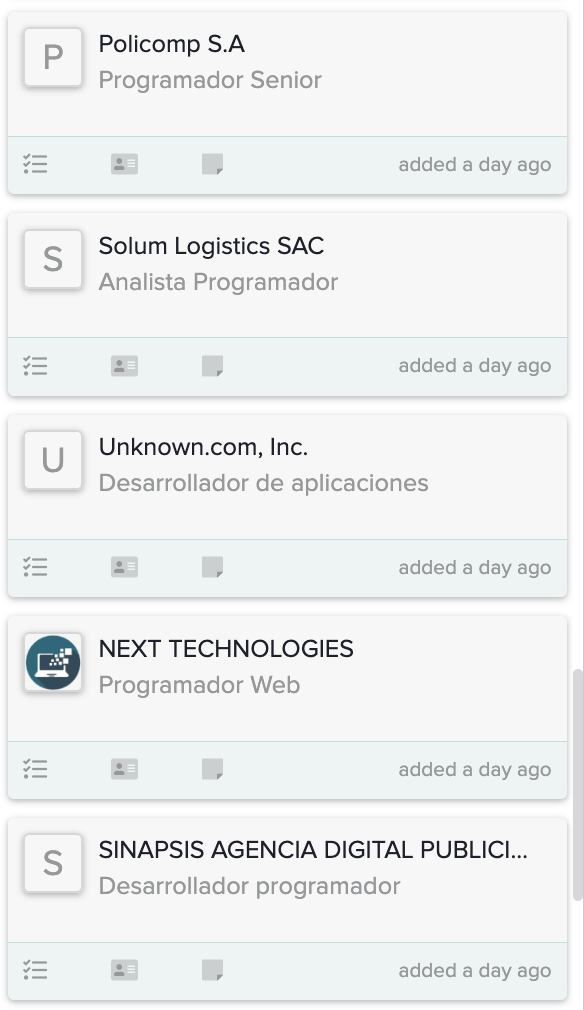 P
Policomp S.A
Programador Senior
added a day ago
S
Solum Logistics SAC
Analista Programador
added a day ago
U
Unknown.com, Inc.
Desarrollador de aplicaciones
added a day ago
NEXT TECHNOLOGIES
Programador Web
added a day ago
S
SINAPSIS AGENCIA DIGITAL PUBLICI...
Desarrollador programador
added a day ago